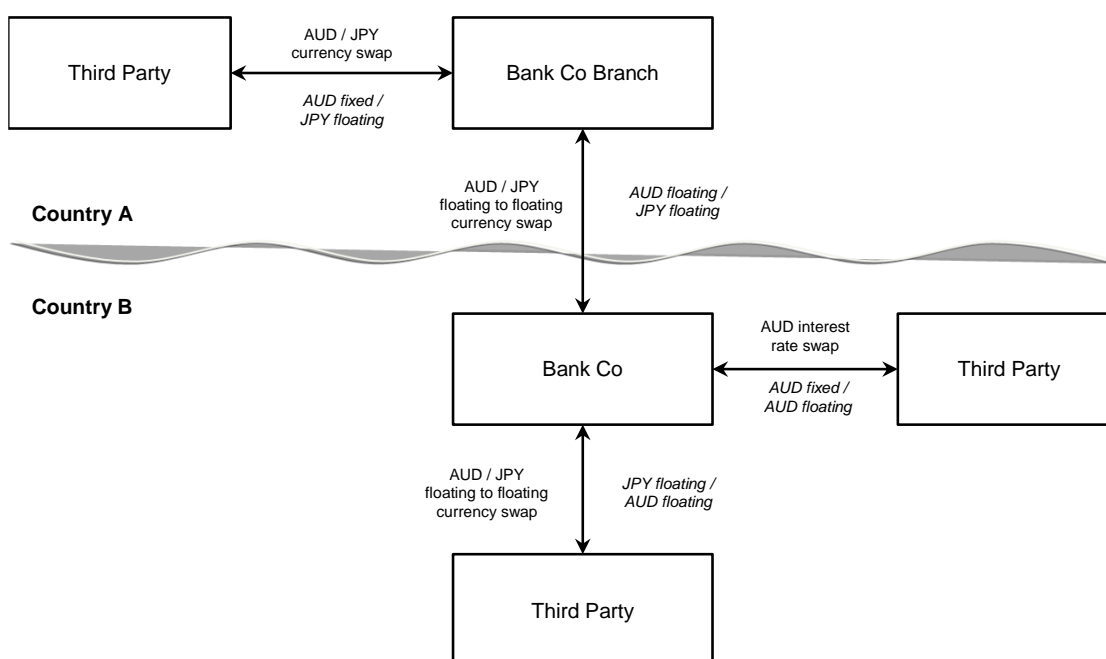 AUD / JPY
currency swap
Third Party
Bank Co Branch
AUD fixed /
JPY floating
AUD / JPY
floating to floating
currency swap
AUD floating /
JPY floating
Country A
Country B
AUD interest
rate swap
Bank Co
Third Party
AUD fixed /
AUD floating
AUD / JPY
floating to floating
currency swap
JPY floating /
AUD floating
Third Party